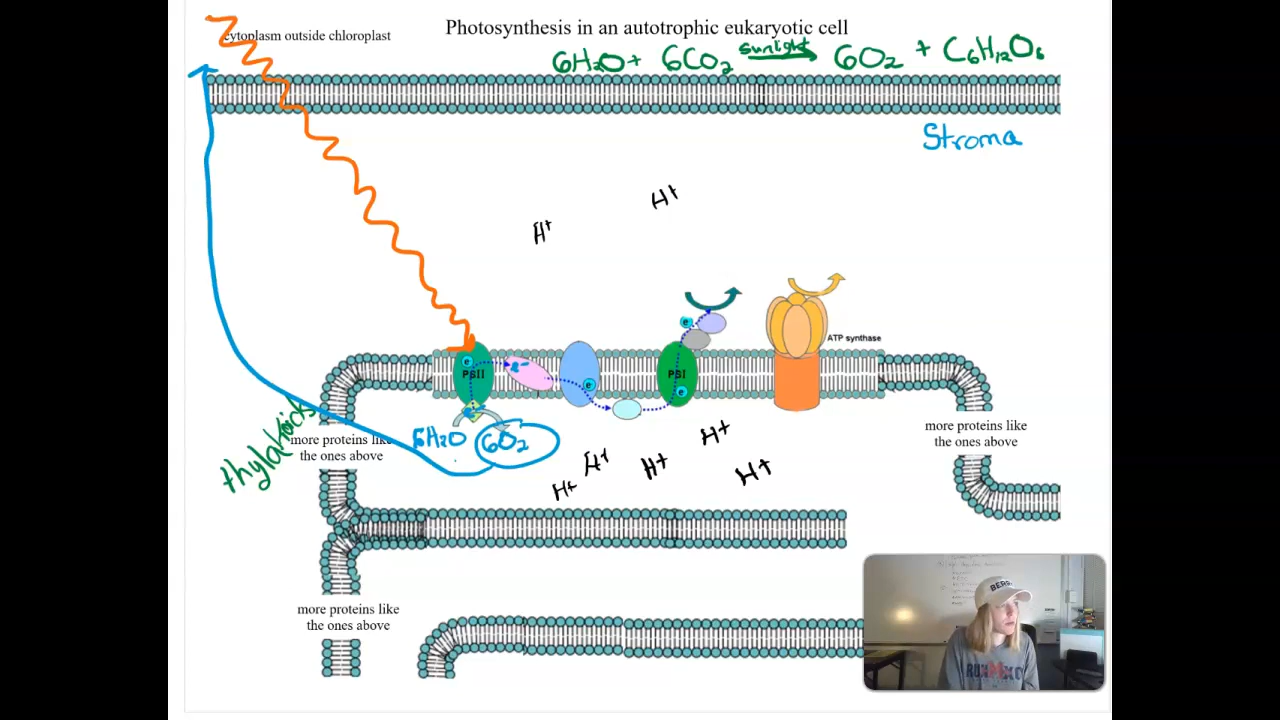 Photosynthesis in an autotrophic eukaryotic cell
cytoplasm outside chloroplast
6H2O + 6CO2 sunlight 6O2 + C6H12O6
Stroma
H+
H+
ATP synthase
e
e
PSII
e-
e
PSI
e
6H2O
6O2
thylakoids
more proteins like
the ones above
more proteins like
the ones above
H+
H+
H+
H+
H+
more proteins like
the ones above